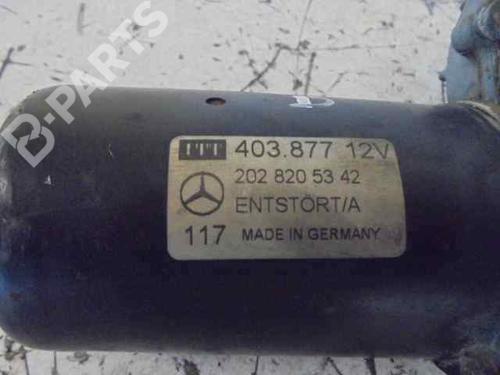 B-PARTS
ITT 403.877 12V
202 820 53 42
ENTSTÖRT/A
117 MADE IN GERMANY